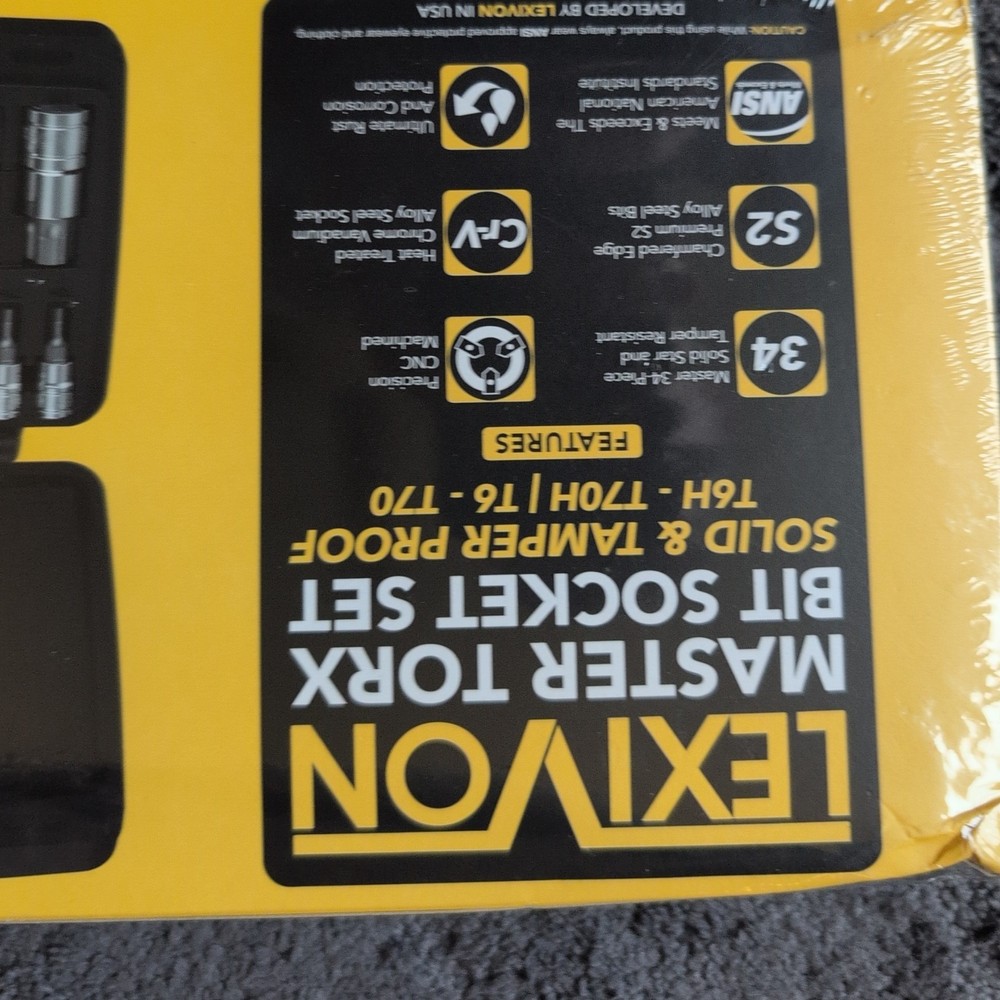 LEXIVON
MASTER TORX
BIT SOCKET SET
SOLID & TAMPER PROOF
T6H - T70H | T6 - T70
FEATURES
34
Master 34-Piece
Solid Star and
Tamper Resistant
Precision
CNC
Machined
S2
Chamfered Edge
Premium S2
Alloy Steel Bits
Cr-V
Heat Treated
Chrome Vanadium
Alloy Steel Socket
ANSI
Meets & Exceeds The
American National
Standards Institute
Ultimate Rust
And Corrosion
Protection
CAUTION: While using this product, always, wear ANSI approved protective eyewear and clothing
DEVELOPED BY LEXIVON IN USA